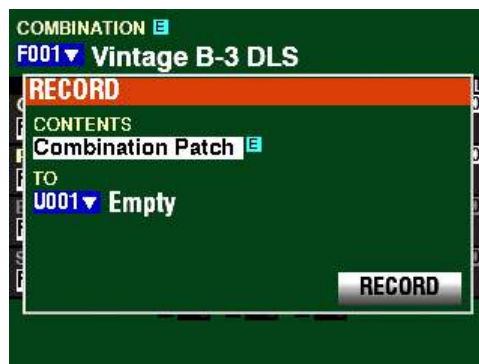 COMBINATION E
F001▼ Vintage B-3 DLS
RECORD
CONTENTS
Combination Patch E
TO
U001▼ Empty
RECORD